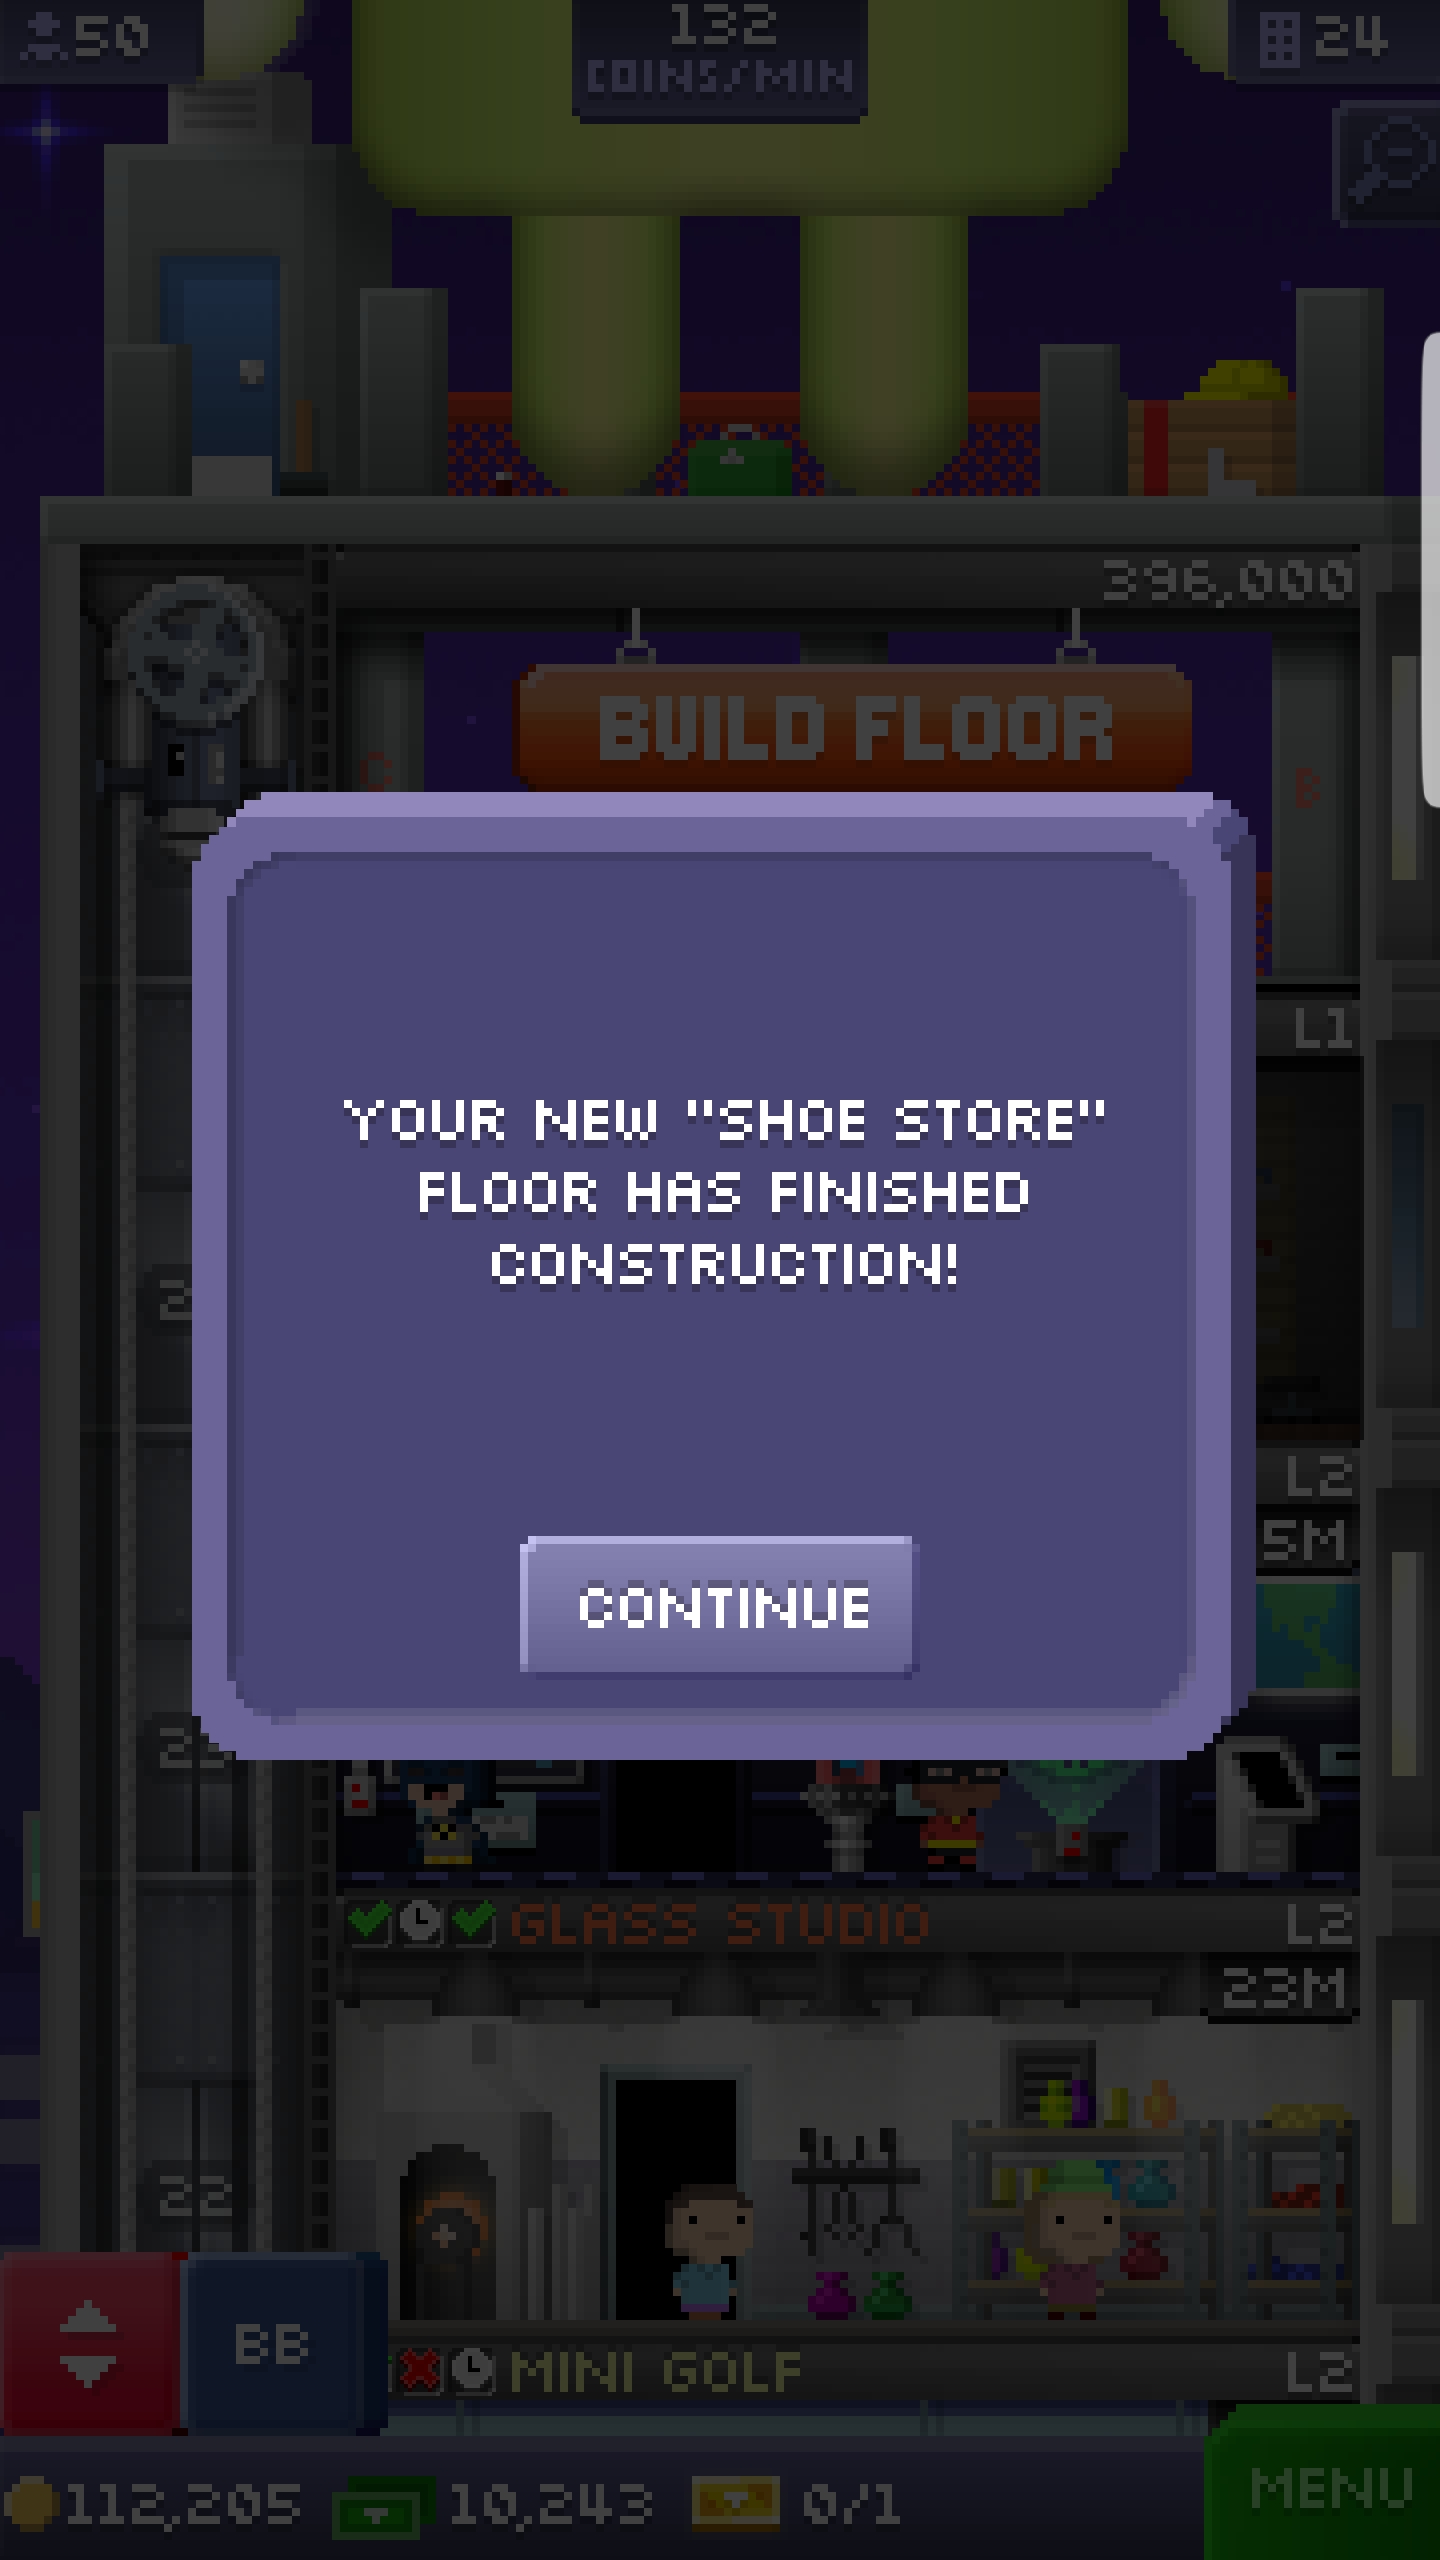 50
132
COINS/MIN
24
396,000
BUILD FLOOR
C
B
L1
YOUR NEW "SHOE STORE"
FLOOR HAS FINISHED
CONSTRUCTION!
L2
5M
CONTINUE
GLASS STUDIO
L2
23M
22
BB
MINI GOLF
L2
112,205
10,243
0/1
MENU